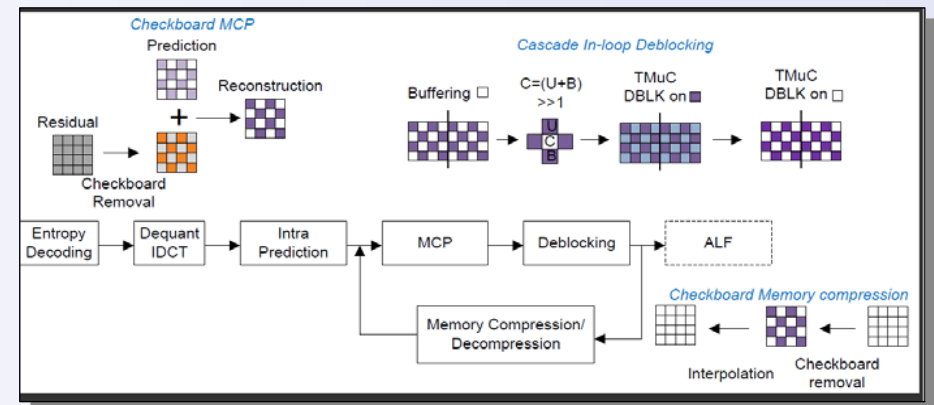 Checkboard MCP
Prediction
Reconstruction
Residual
+
Checkboard
Removal
Cascade In-loop Deblocking
Buffering □
C=(U+B)
>>1
U
C
B
TMuC
DBLK on ■
TMuC
DBLK on □
Entropy
Decoding
Dequant
IDCT
Intra
Prediction
MCP
Deblocking
ALF
Memory Compression/
Decompression
Checkboard Memory compression
Interpolation
Checkboard
removal